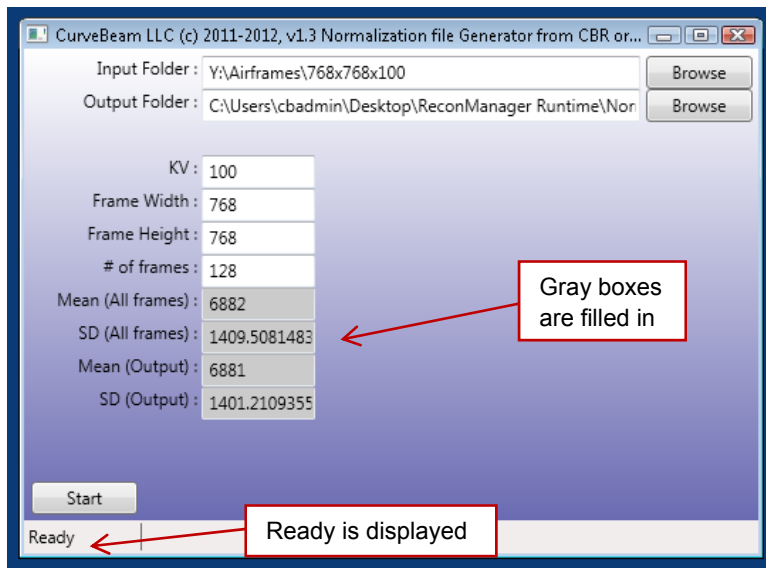 CurveBeam LLC (c) 2011-2012, v1.3 Normalization file Generator from CBR or...
Input Folder : Y:\Airframes\768x768x100 Browse
Output Folder : C:\Users\cbadmin\Desktop\ReconManager Runtime\Nor Browse
KV : 100
Frame Width : 768
Frame Height : 768
# of frames : 128
Mean (All frames) : 6882
SD (All frames) : 1409.5081483
Mean (Output) : 6881
SD (Output) : 1401.2109355
Gray boxes
are filled in
Start
Ready
Ready is displayed